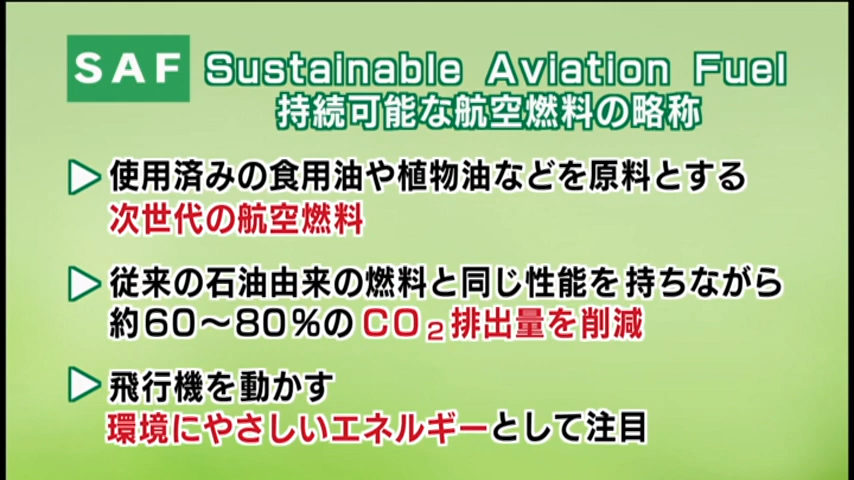 SAF Sustainable Aviation Fuel
持続可能な航空燃料の略称
使用済みの食用油や植物油などを原料とする
次世代の航空燃料
従来の石油由来の燃料と同じ性能を持ちながら
約60～80%のCO₂排出量を削減
飛行機を動かす
環境にやさしいエネルギーとして注目